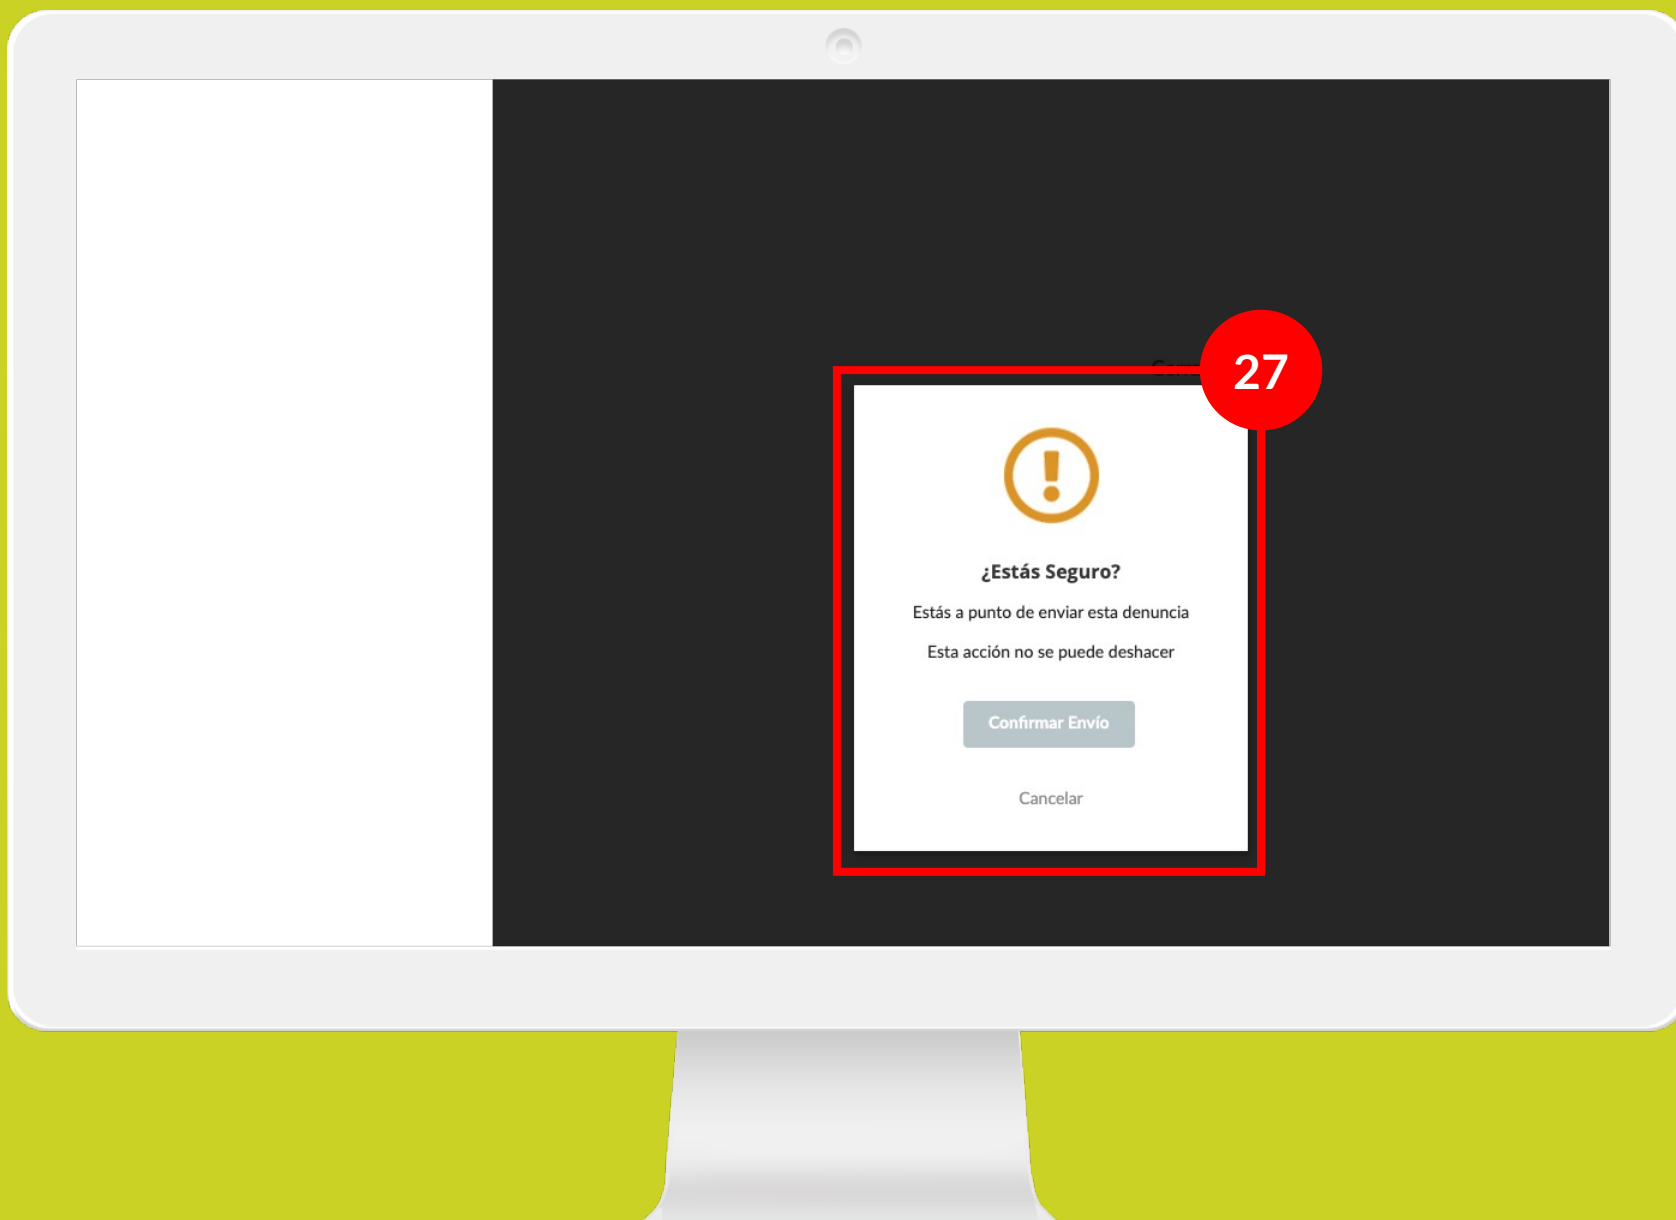 27
¿Estás Seguro?
Estás a punto de enviar esta denuncia
Esta acción no se puede deshacer
Confirmar Envío
Cancelar